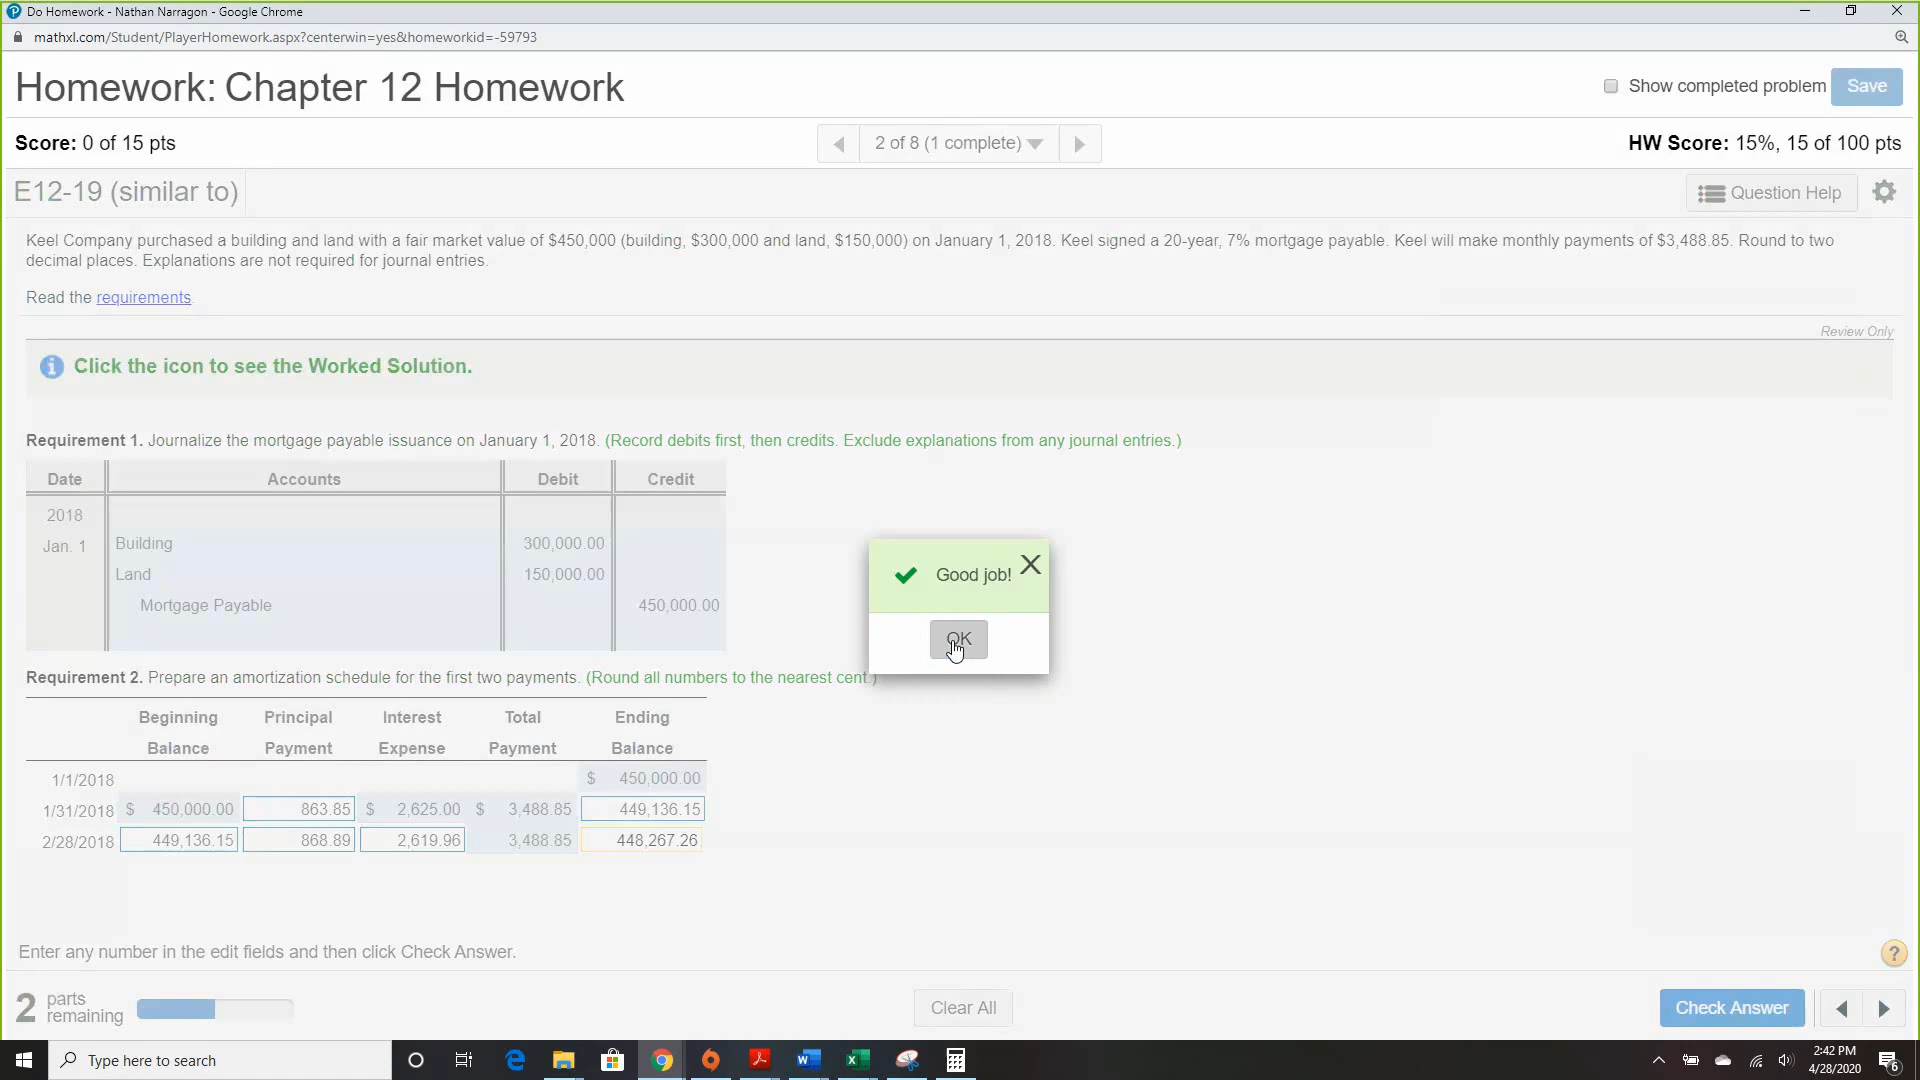 Do Homework - Nathan Narragon - Google Chrome
mathxl.com/Student/PlayerHomework.aspx?centerwin=yes&homeworkid=-59793
Homework: Chapter 12 Homework
Show completed problem
Save
Score: 0 of 15 pts
2 of 8 (1 complete)
HW Score: 15%, 15 of 100 pts
E12-19 (similar to)
Question Help
Keel Company purchased a building and land with a fair market value of $450,000 (building, $300,000 and land, $150,000) on January 1, 2018. Keel signed a 20-year, 7% mortgage payable. Keel will make monthly payments of $3,488.85. Round to two
decimal places. Explanations are not required for journal entries.
Read the requirements.
Review Only
Click the icon to see the Worked Solution.
Requirement 1. Journalize the mortgage payable issuance on January 1, 2018. (Record debits first, then credits. Exclude explanations from any journal entries.)
Date Accounts Debit Credit
2018
Jan. 1 Building 300,000.00
Land 150,000.00
Mortgage Payable 450,000.00
Good job!
OK
Requirement 2. Prepare an amortization schedule for the first two payments. (Round all numbers to the nearest cent.)
Beginning Principal Interest Total Ending
Balance Payment Expense Payment Balance
1/1/2018 $ 450,000.00
1/31/2018 $ 450,000.00 863.85 $ 2,625.00 $ 3,488.85 449,136.15
2/28/2018 449,136.15 868.89 2,619.96 3,488.85 448,267.26
Enter any number in the edit fields and then click Check Answer.
?
2 parts
remaining
Clear All
Check Answer
Type here to search
2:42 PM
4/28/2020
6